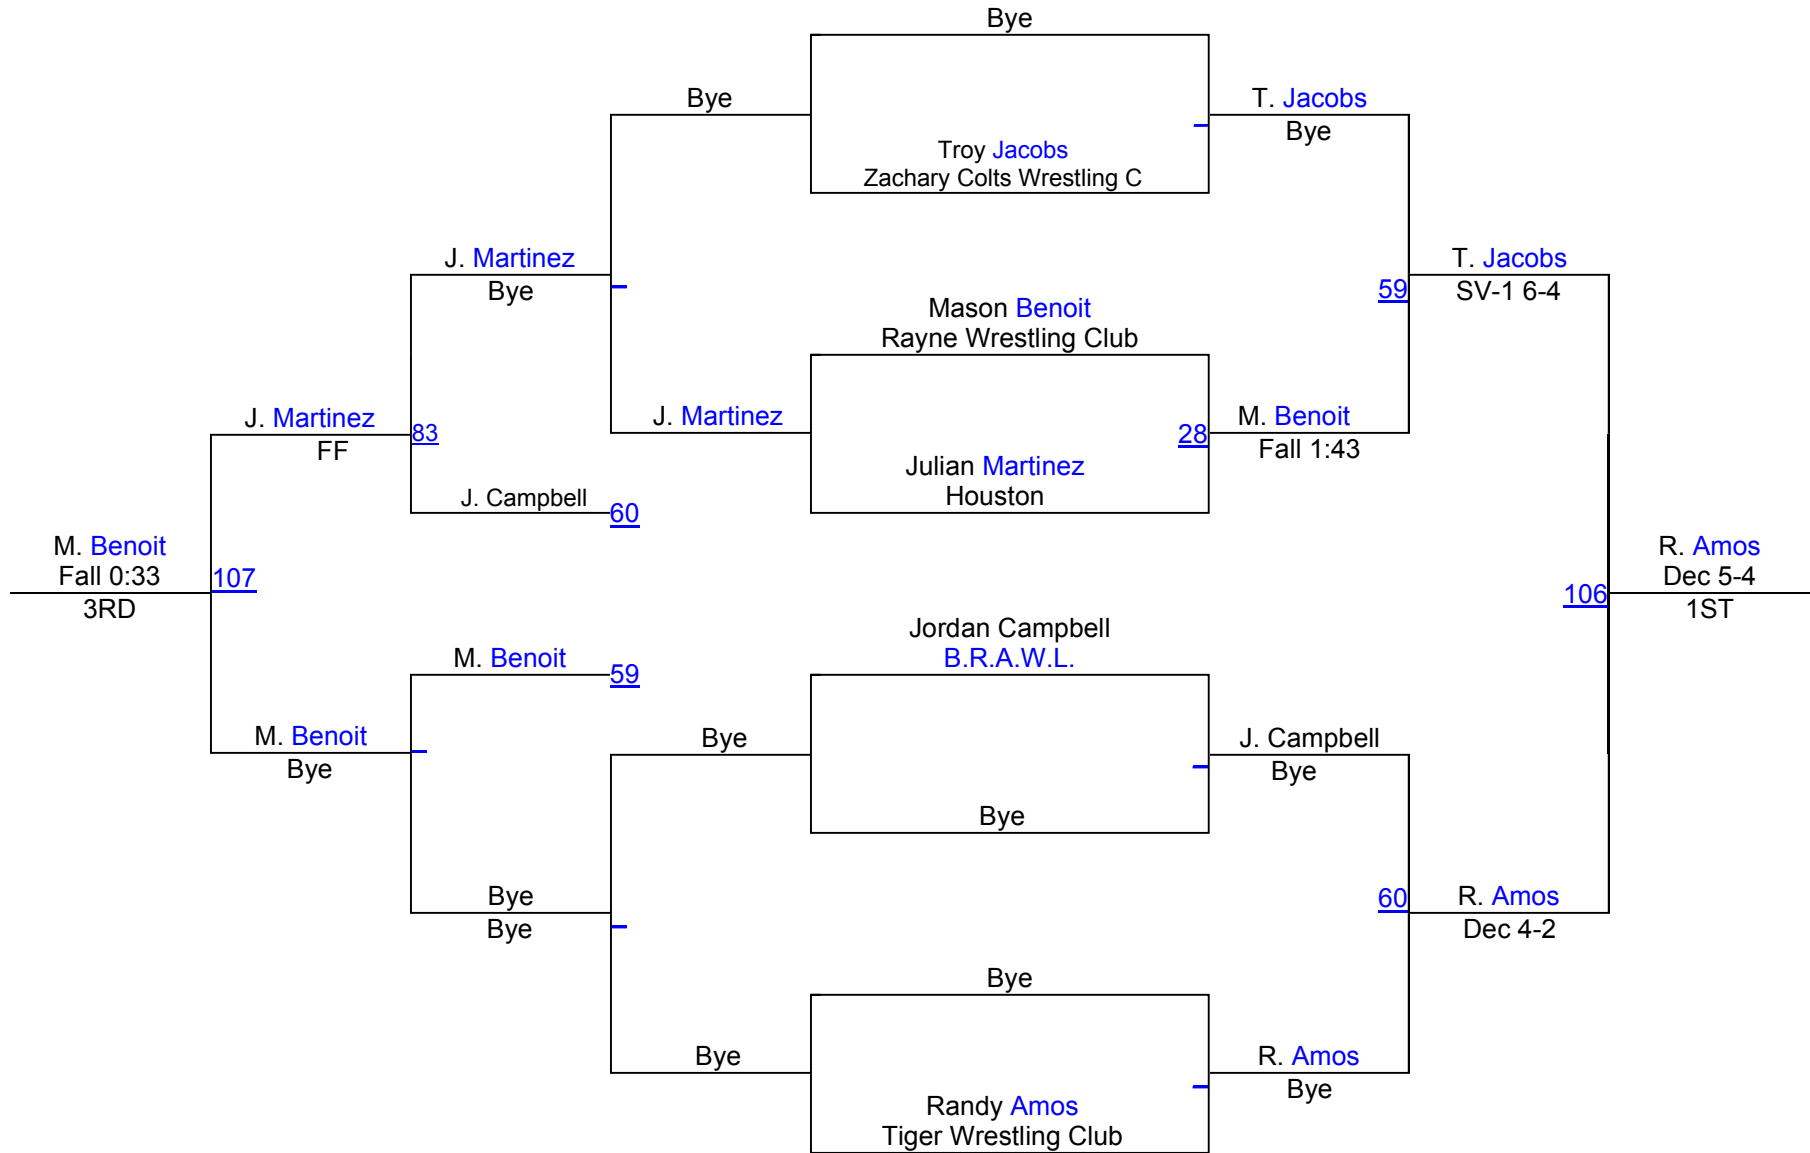 Bye
Bye
T. Jacobs
Bye
Troy Jacobs
Zachary Colts Wrestling C
J. Martinez
Bye
T. Jacobs
SV-1 6-4
59
Mason Benoit
Rayne Wrestling Club
J. Martinez
FF
83
J. Martinez
28
M. Benoit
Fall 1:43
Julian Martinez
Houston
J. Campbell
60
M. Benoit
Fall 0:33
3RD
107
R. Amos
Dec 5-4
1ST
106
Jordan Campbell
B.R.A.W.L.
M. Benoit
59
M. Benoit
Bye
Bye
J. Campbell
Bye
Bye
Bye
Bye
60
R. Amos
Dec 4-2
Bye
Bye
R. Amos
Bye
Randy Amos
Tiger Wrestling Club